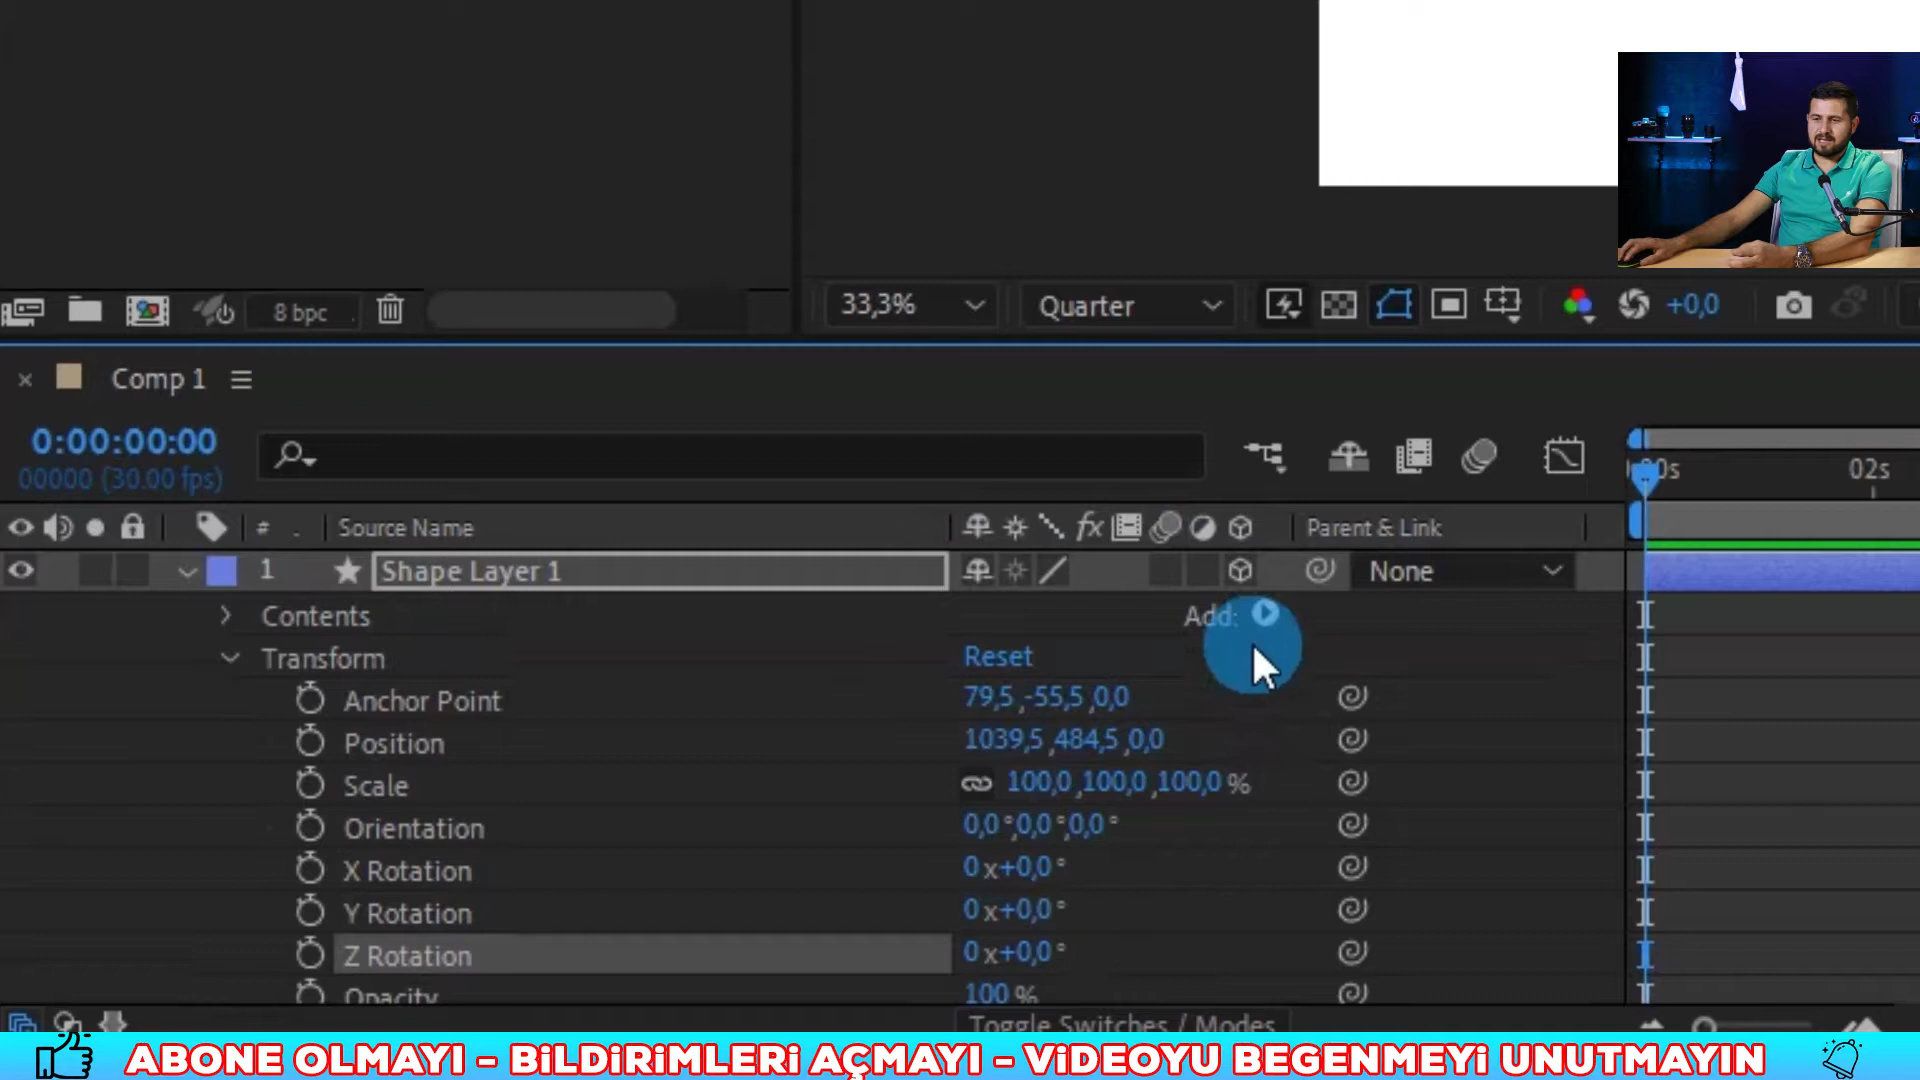 8 bpc
33,3%
Quarter
+0,0
Comp 1
0:00:00:00
00000 (30.00 fps)
02s
# . Source Name
fx
Parent & Link
1 Shape Layer 1
None
Contents
Add:
Transform
Reset
Anchor Point
79,5 ,-55,5 ,0,0
Position
1039,5 ,484,5 ,0,0
Scale
100,0 ,100,0 ,100,0 %
Orientation
0,0 °,0,0 °,0,0 °
X Rotation
0 x+0,0 °
Y Rotation
0 x+0,0 °
Z Rotation
0 x+0,0 °
Opacity
100 %
Toggle Switches / Modes
ABONE OLMAYI - BiLDiRiMLERi AÇMAYI - ViDEOYU BEGENMEYi UNUTMAYIN